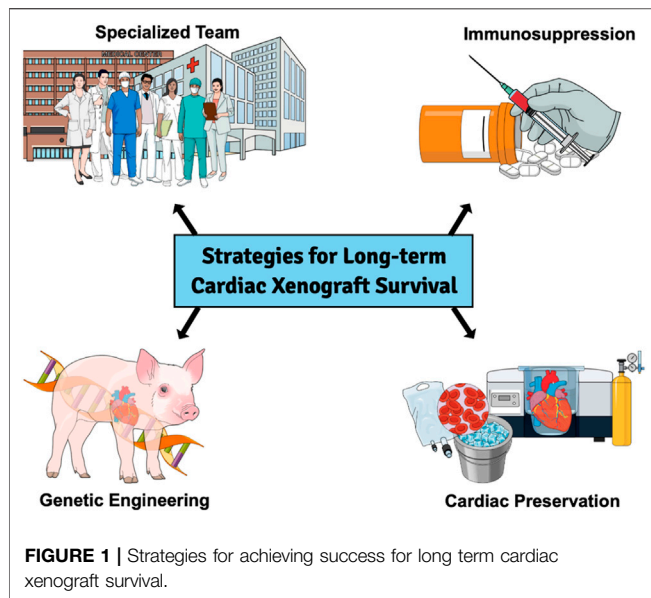 Specialized Team
Immunosuppression
MEDICAL CENTER
Strategies for Long-term
Cardiac Xenograft Survival
Genetic Engineering
Cardiac Preservation
FIGURE 1 | Strategies for achieving success for long term cardiac
xenograft survival.